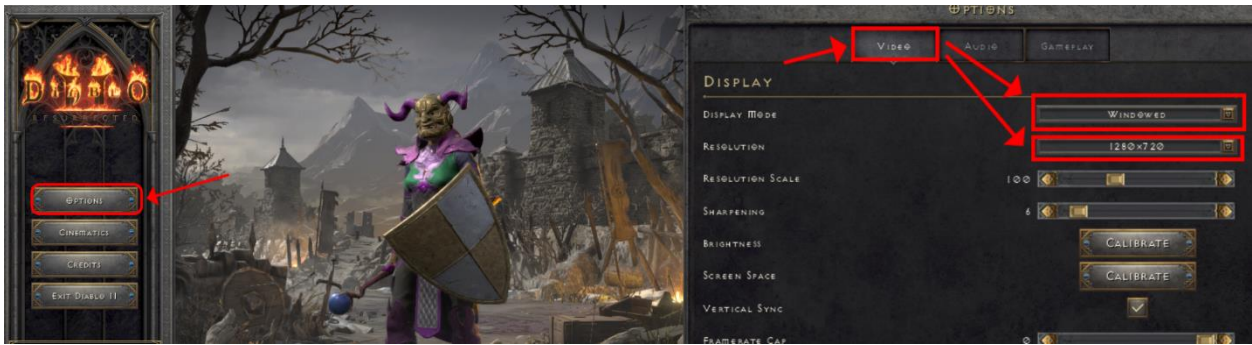 DIABLO
RESURRECTED
OPTIONS
CINEMATICS
CREDITS
EXIT DIABLO II
OPTIONS
VIDEO
AUDIO
GAMEPLAY
DISPLAY
DISPLAY MODE
WINDOWED
RESOLUTION
1280x720
RESOLUTION SCALE
100
SHARPENING
6
BRIGHTNESS
CALIBRATE
SCREEN SPACE
CALIBRATE
VERTICAL SYNC
FRAMERATE CAP
0